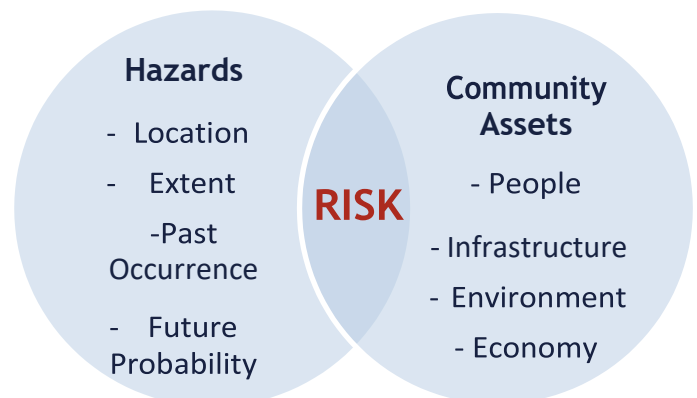 Hazards
- Location
- Extent
-Past
Occurrence
- Future
Probability
RISK
Community
Assets
- People
- Infrastructure
- Environment
- Economy